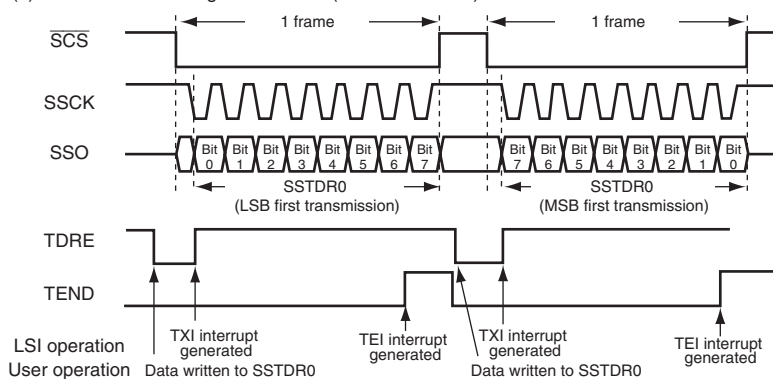 1 frame 1 frame
SCS
SSCK
SSO Bit 0 Bit 1 Bit 2 Bit 3 Bit 4 Bit 5 Bit 6 Bit 7 Bit 7 Bit 6 Bit 5 Bit 4 Bit 3 Bit 2 Bit 1 Bit 0
SSTDR0 SSTDR0
(LSB first transmission) (MSB first transmission)
TDRE
TEND
LSI operation TXI interrupt generated TEI interrupt generated TXI interrupt generated TEI interrupt generated
User operation Data written to SSTDR0 Data written to SSTDR0